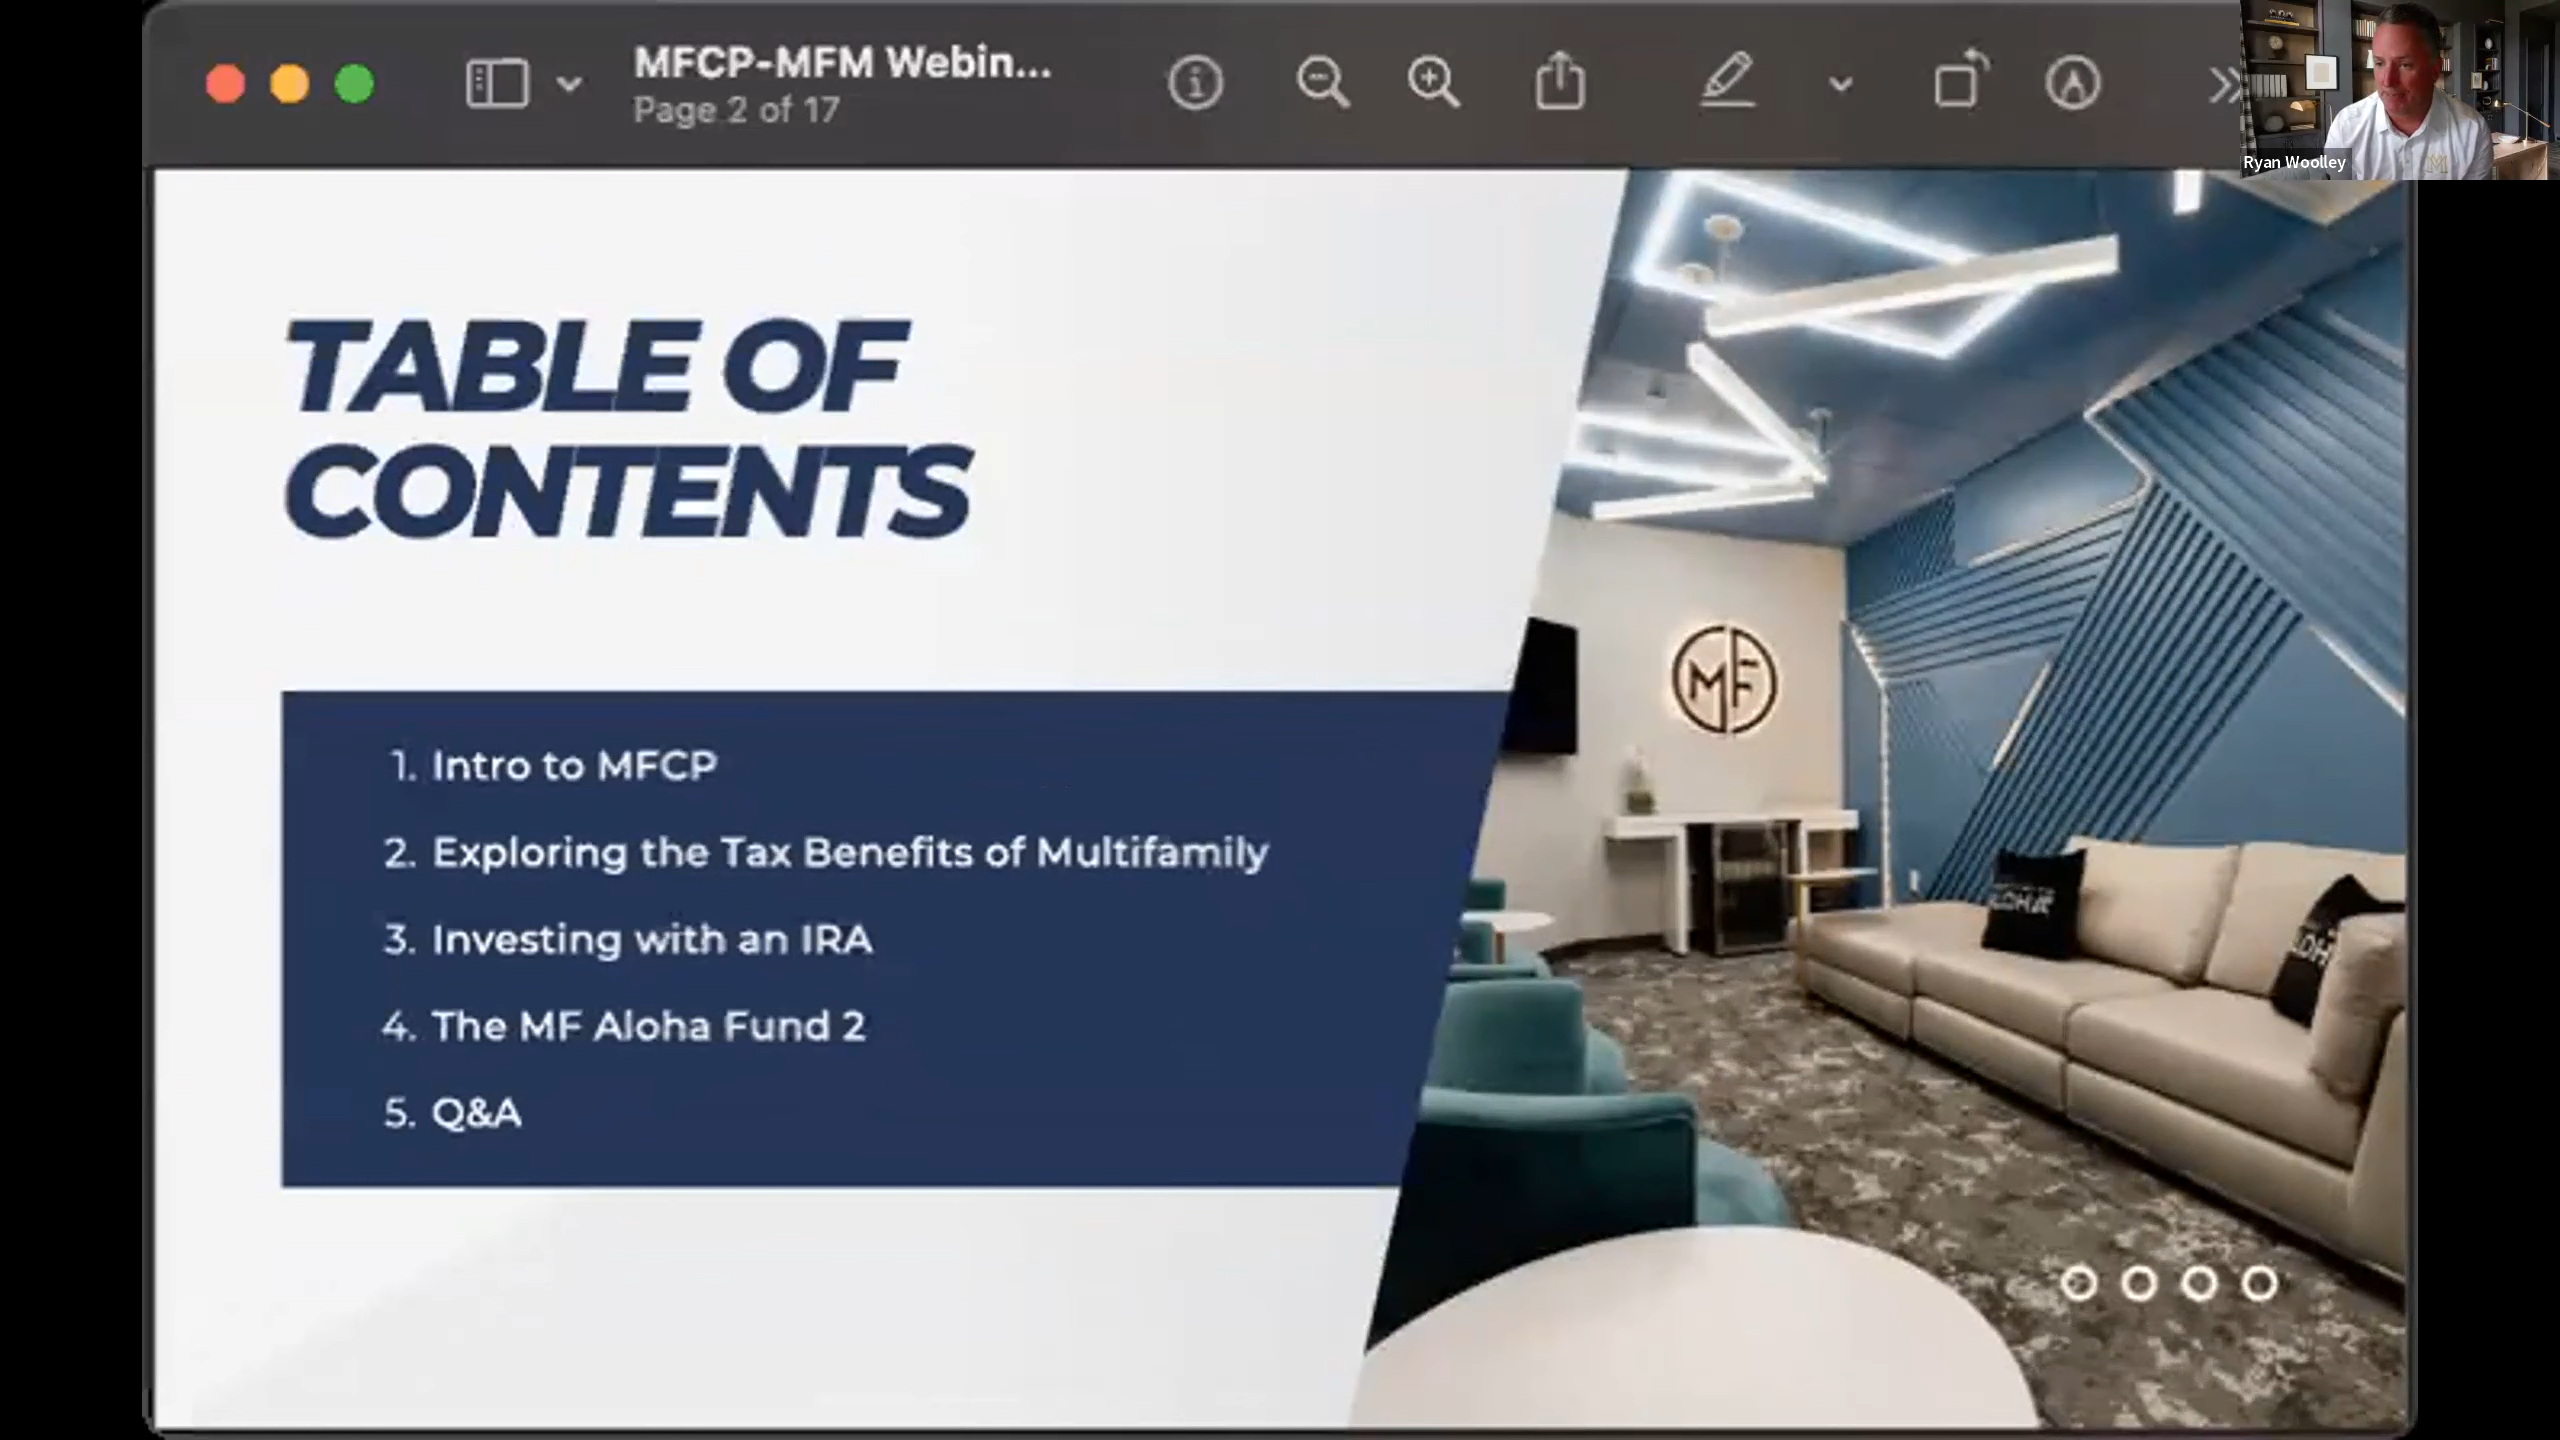 MFCP-MFM Webin...
Page 2 of 17
Ryan Woolley
TABLE OF
CONTENTS
MF
1. Intro to MFCP
2. Exploring the Tax Benefits of Multifamily
3. Investing with an IRA
4. The MF Aloha Fund 2
5. Q&A